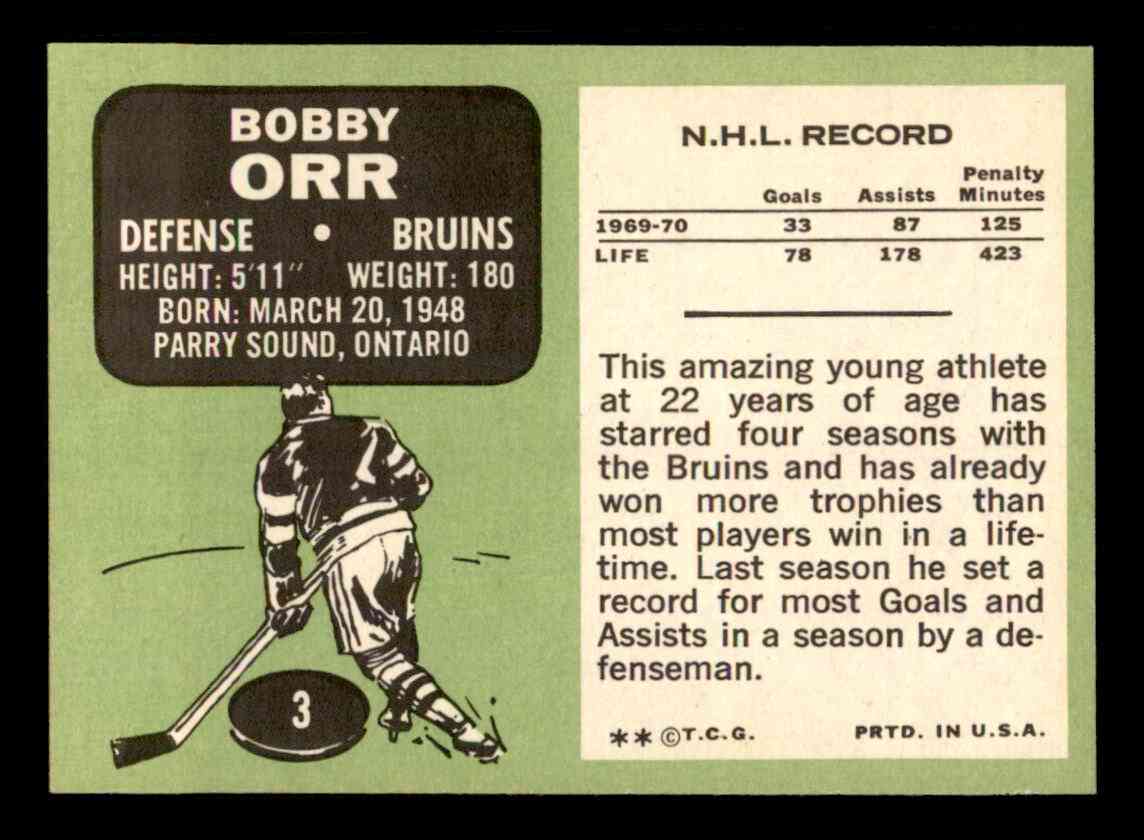 BOBBY
ORR
DEFENSE • BRUINS
HEIGHT: 5'11" WEIGHT: 180
BORN: MARCH 20, 1948
PARRY SOUND, ONTARIO
3
N.H.L. RECORD
Goals Assists Penalty Minutes
1969-70 33 87 125
LIFE 78 178 423
This amazing young athlete
at 22 years of age has
starred four seasons with
the Bruins and has already
won more trophies than
most players win in a life-
time. Last season he set a
record for most Goals and
Assists in a season by a de-
fenseman.
** ©T.C.G. PRTD. IN U.S.A.